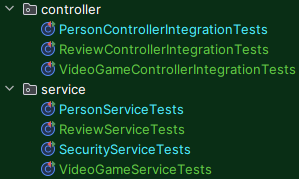 controller
PersonControllerIntegrationTests
ReviewControllerIntegrationTests
VideoGameControllerIntegrationTests
service
PersonServiceTests
ReviewServiceTests
SecurityServiceTests
VideoGameServiceTests